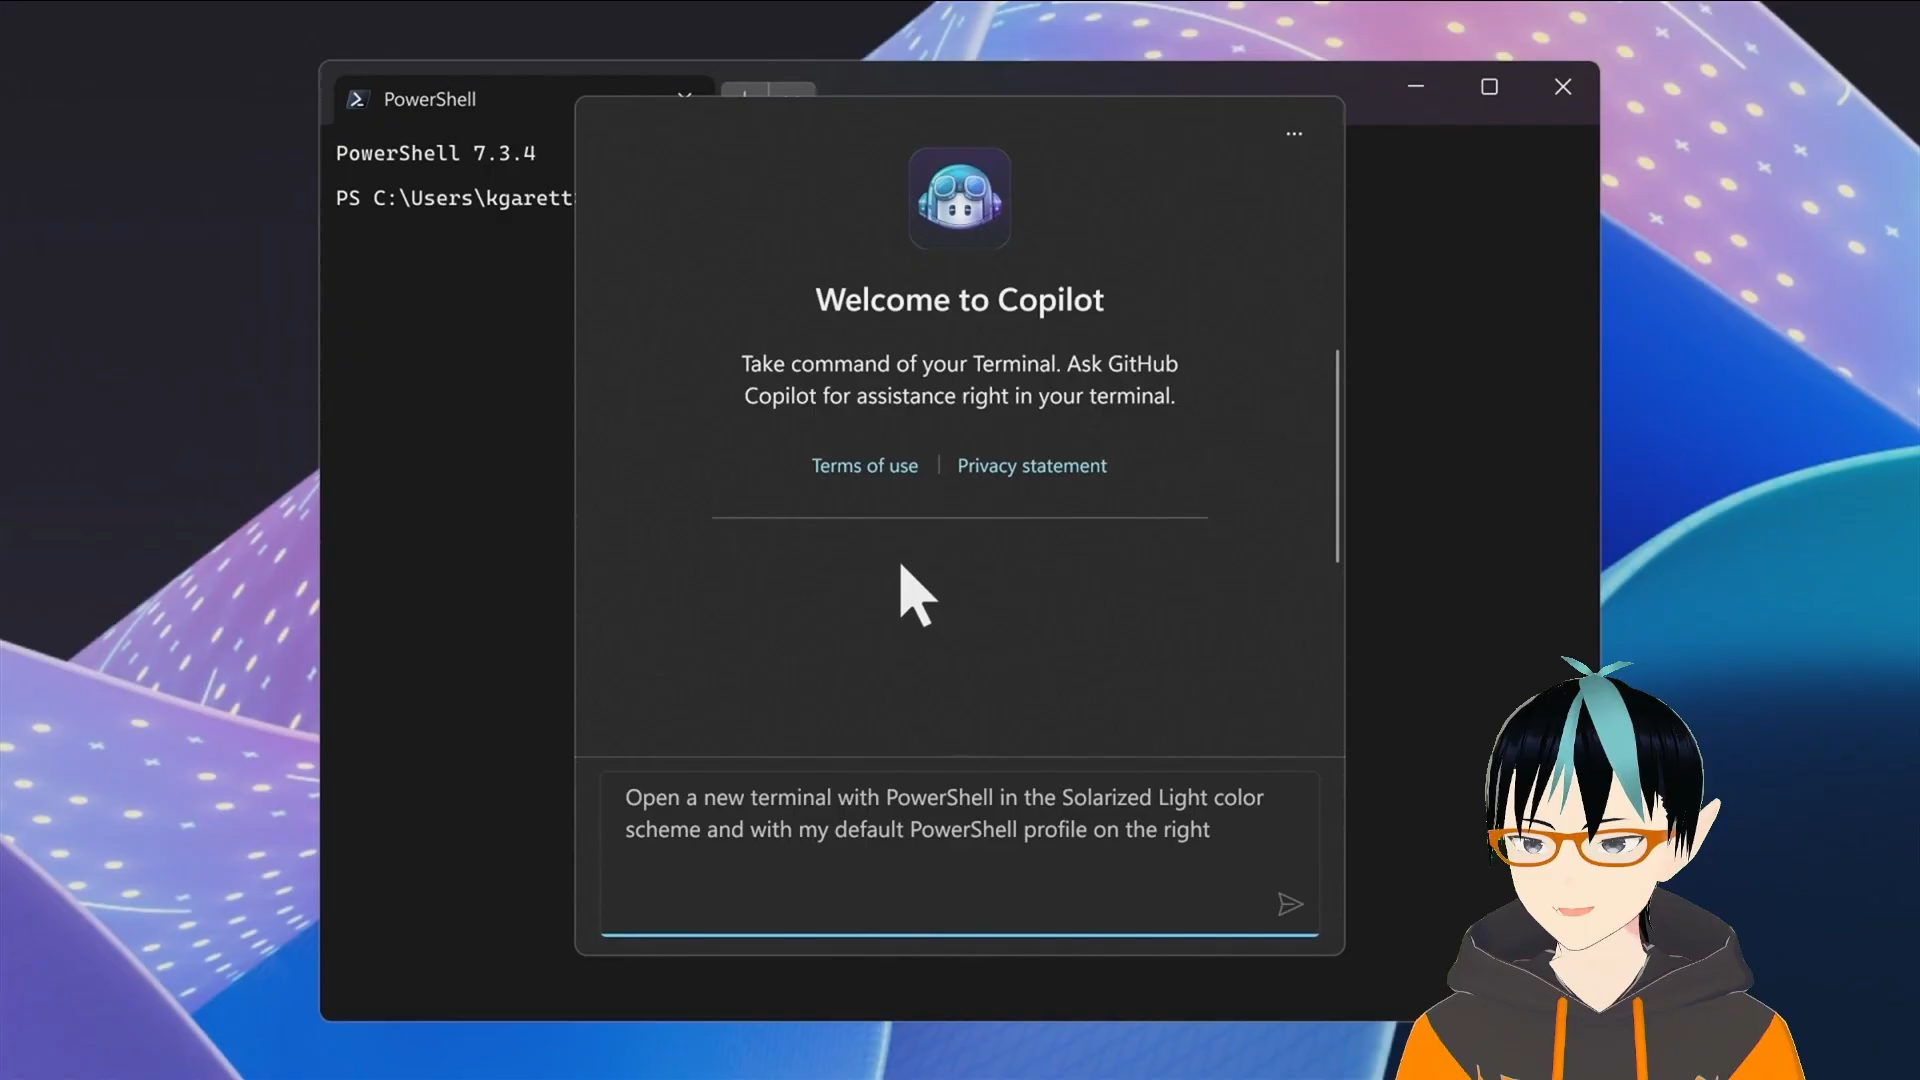 PowerShell
PowerShell 7.3.4
PS C:\Users\kgarett
Welcome to Copilot
Take command of your Terminal. Ask GitHub
Copilot for assistance right in your terminal.
Terms of use | Privacy statement
Open a new terminal with PowerShell in the Solarized Light color
scheme and with my default PowerShell profile on the right